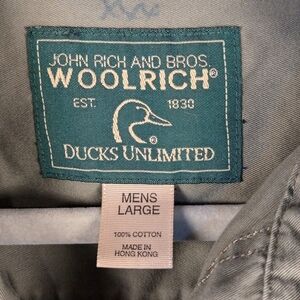 JOHN RICH AND BROS.
WOOLRICH®
EST. 1830
DUCKS UNLIMITED
MENS
LARGE
100% COTTON
MADE IN
HONG KONG